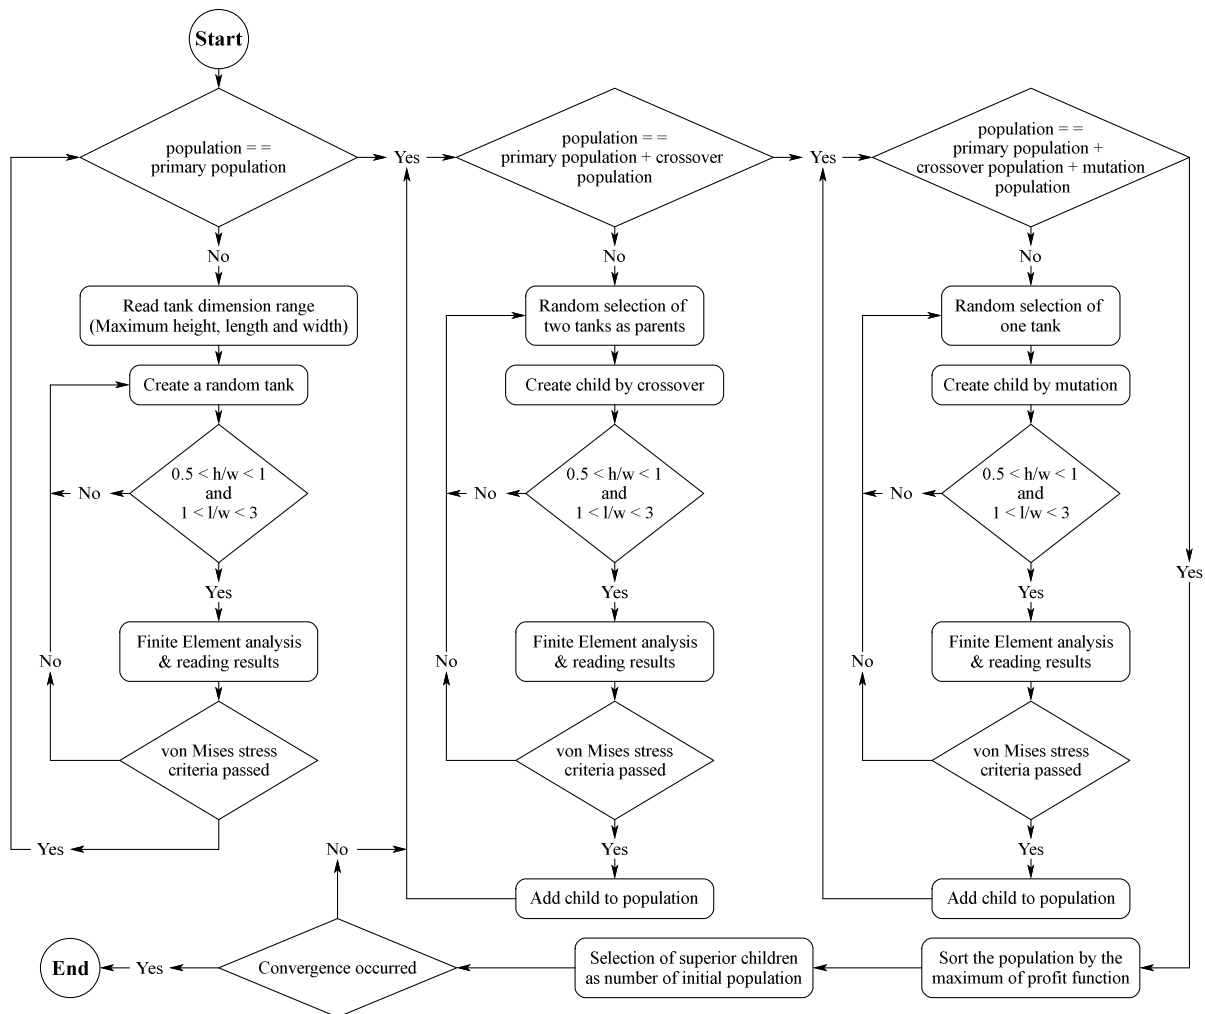 Start
population = =
primary population
Yes
No
Read tank dimension range
(Maximum height, length and width)
Create a random tank
0.5 < h/w < 1
and
1 < l/w < 3
No
Yes
Finite Element analysis
& reading results
No
von Mises stress
criteria passed
Yes
population = =
primary population + crossover
population
Yes
No
Random selection of
two tanks as parents
Create child by crossover
0.5 < h/w < 1
and
1 < l/w < 3
No
Yes
Finite Element analysis
& reading results
No
von Mises stress
criteria passed
Yes
Add child to population
population = =
primary population +
crossover population + mutation
population
Yes
No
Random selection of
one tank
Create child by mutation
0.5 < h/w < 1
and
1 < l/w < 3
No
Yes
Finite Element analysis
& reading results
No
von Mises stress
criteria passed
Yes
Add child to population
Sort the population by the
maximum of profit function
Selection of superior children
as number of initial population
Convergence occurred
No
Yes
End